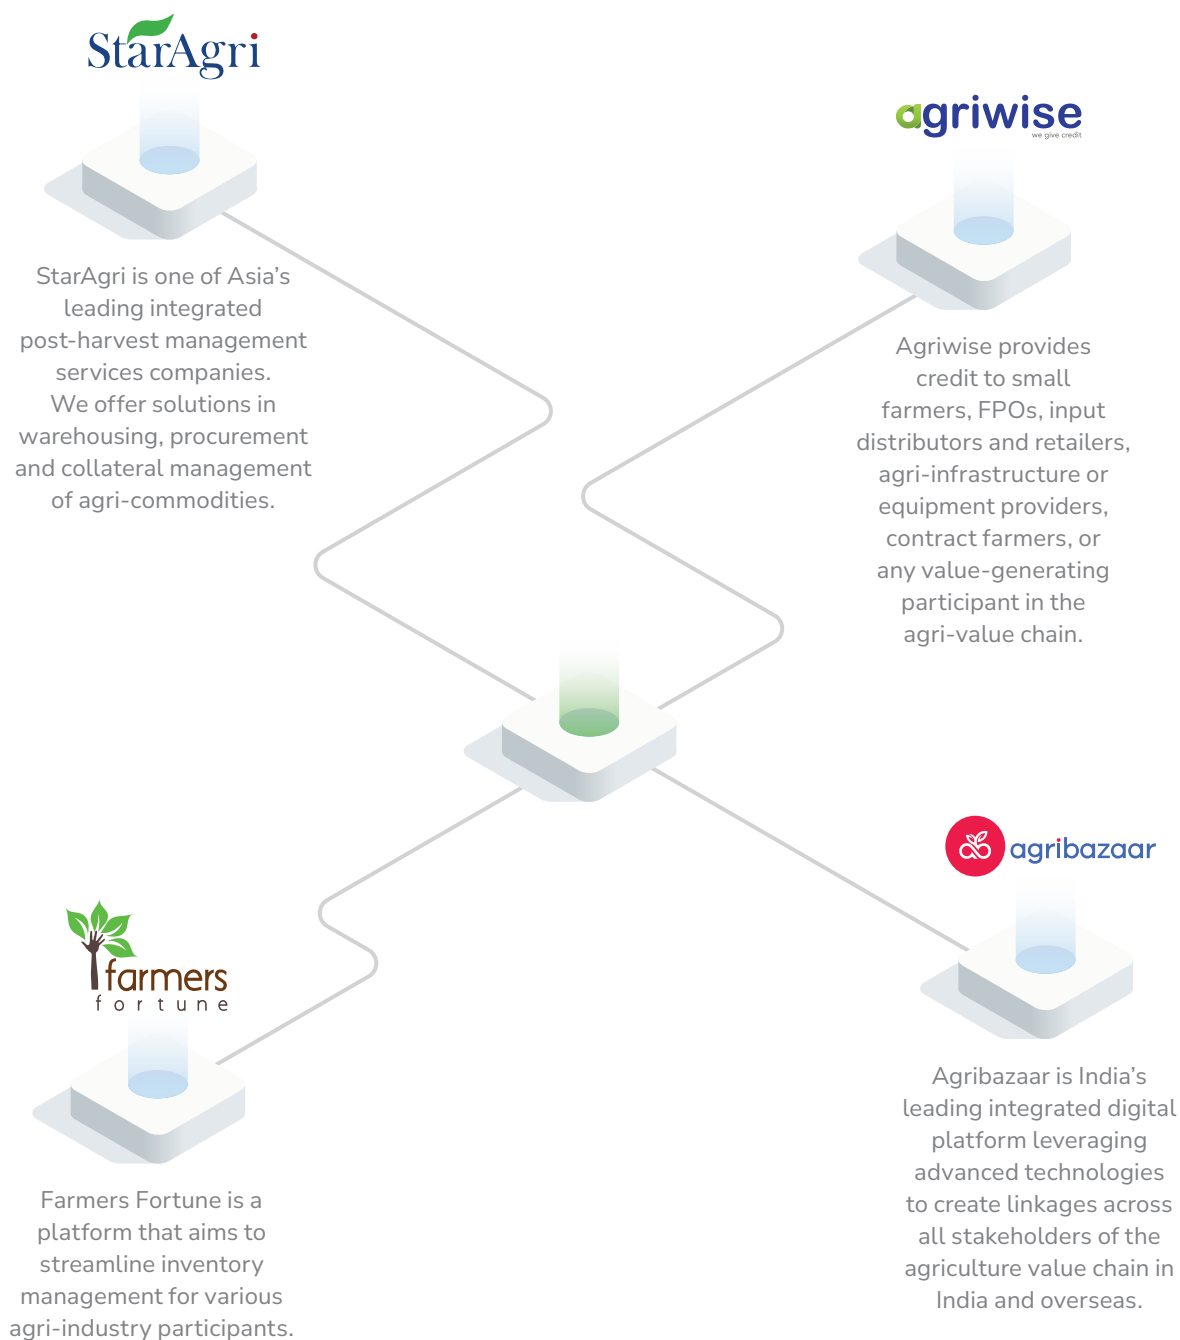 StarAgri
StarAgri is one of Asia’s
leading integrated
post-harvest management
services companies.
We offer solutions in
warehousing, procurement
and collateral management
of agri-commodities.
agriwise
we give credit
Agriwise provides
credit to small
farmers, FPOs, input
distributors and retailers,
agri-infrastructure or
equipment providers,
contract farmers, or
any value-generating
participant in the
agri-value chain.
farmers
fortune
Farmers Fortune is a
platform that aims to
streamline inventory
management for various
agri-industry participants.
agribazaar
Agribazaar is India’s
leading integrated digital
platform leveraging
advanced technologies
to create linkages across
all stakeholders of the
agriculture value chain in
India and overseas.